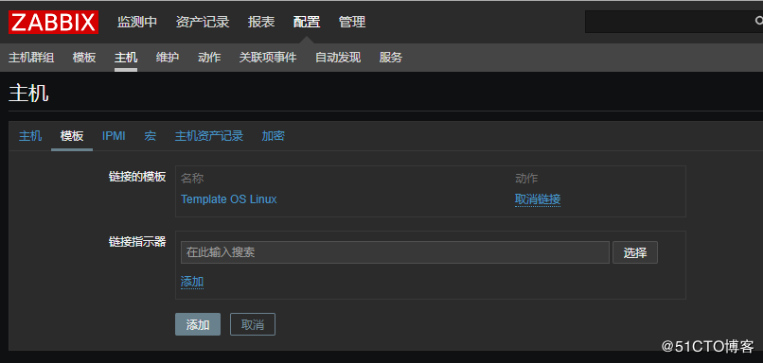 ZABBIX 监测中 资产记录 报表 配置 管理
主机群组 模板 主机 维护 动作 关联项事件 自动发现 服务
主机
主机 模板 IPMI 宏 主机资产记录 加密
链接的模板 名称 动作
Template OS Linux 取消链接
链接指示器 在此输入搜索 选择
添加
添加 取消
@51CTO博客